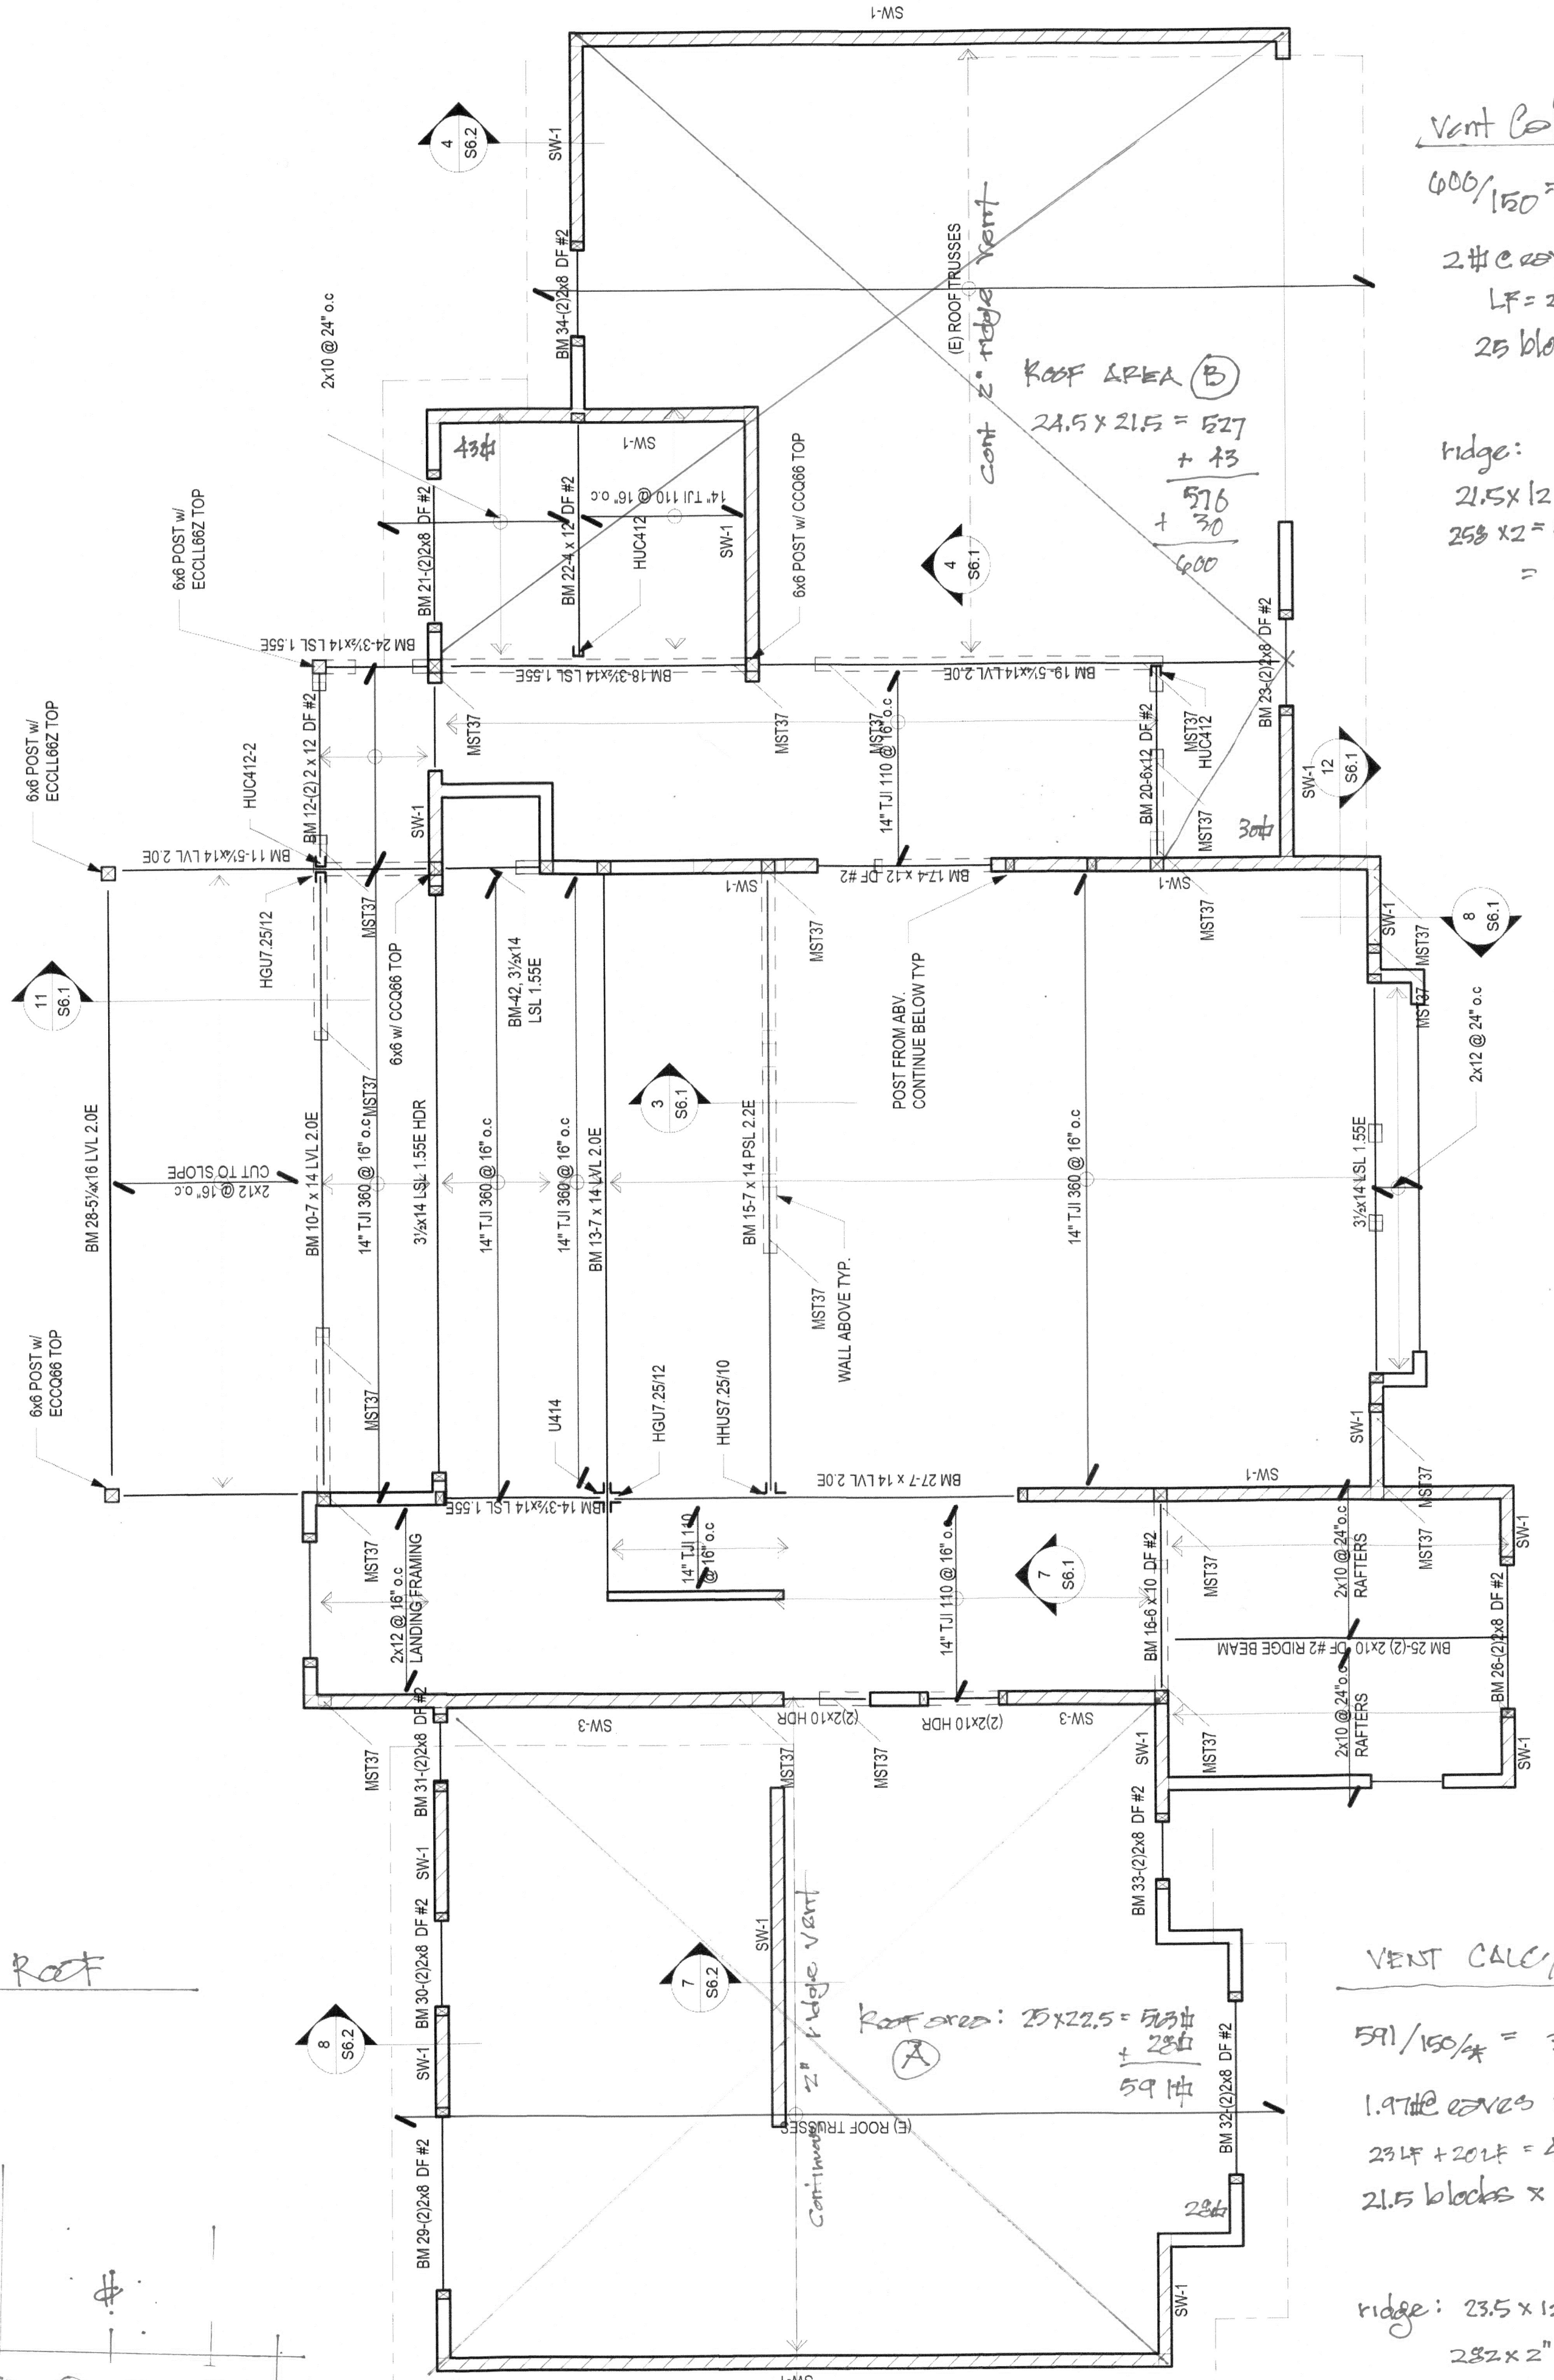 SW-1
4
S6.2
SW-1
Vent
600/150 =
2#
LF = 2
25 blo
BM 34-(2)2x8 DF #2
2x10 @ 24" o.c
(E) ROOF TRUSSES
cont 2" ridge vent
ROOF AREA (B)
24.5 x 21.5 = 527
+ 43
576
+ 30
600
ridge:
21.5 x 12
258 x 2 =
=
43#
SW-1
14" TJI 110 @ 16" o.c
SW-1
BM 21-(2)2x8 DF #2
BM 22-4 x 12 DF #2
HUC412
6x6 POST w/ CCQ66 TOP
4
S6.1
6x6 POST w/
ECCLL66Z TOP
BM 24-3½x14 LSL 1.55E
BM 18-3½x14 LSL 1.55E
BM 19-5¼x14 LVL 2.0E
BM 23-(2)2x8 DF #2
6x6 POST w/
ECCLL66Z TOP
HUC412-2
BM 12-(2) 2 x 12 DF #2
MST37
MST37
MST37
14" TJI 110 @ 16" o.c
BM 20-6x12 DF #2
MST37
HUC412
SW-1
12
S6.1
BM 11-5¼x14 LVL 2.0E
SW-1
MST37
30#
HGU7.25/12
MST37
6x6 w/ CCQ66 TOP
BM-42, 3½x14
LSL 1.55E
SW-1
MST37
BM 17-4 x 12 DF #2
SW-1
MST37
SW-1
MST37
8
S6.1
11
S6.1
POST FROM ABV.
CONTINUE BELOW TYP
MST37
2x12 @ 24" o.c
3
S6.1
BM 28-5¼x16 LVL 2.0E
2x12 @ 16" o.c
CUT TO SLOPE
BM 10-7 x 14 LVL 2.0E
14" TJI 360 @ 16" o.c
MST37
3½x14 LSL 1.55E HDR
14" TJI 360 @ 16" o.c
14" TJI 360 @ 16" o.c
BM 13-7 x 14 LVL 2.0E
BM 15-7 x 14 PSL 2.2E
14" TJI 360 @ 16" o.c
3½x14 LSL 1.55E
MST37
WALL ABOVE TYP.
6x6 POST w/
ECCQ66 TOP
MST37
U414
HGU7.25/12
HHUS7.25/10
SW-1
MST37
BM 14-3½x14 LSL 1.55E
BM 27-7 x 14 LVL 2.0E
SW-1
MST37
2x12 @ 16" o.c
LANDING FRAMING
14" TJI 110
@ 16" o.c
14" TJI 110 @ 16" o.c
7
S6.1
BM 16-6 x 10 DF #2
MST37
2x10 @ 24"o.c
RAFTERS
MST37
SW-1
BM 25-(2) 2x10 DF #2 RIDGE BEAM
BM 26-(2)2x8 DF #2
2x10 @ 24"o.c
RAFTERS
SW-1
MST37
SW-3
(2)2x10 HDR
(2)2x10 HDR
SW-3
SW-1
MST37
MST37
MST37
BM 31-(2)2x8 DF #2
SW-1
BM 30-(2)2x8 DF #2
SW-1
BM 29-(2)2x8 DF #2
8
S6.2
7
S6.2
SW-1
Continuous 2" ridge vent
(E) ROOF TRUSSES
BM 33-(2)2x8 DF #2
Roof area: 25 x 22.5 = 563#
(A)
+ 28#
591#
BM 32-(2)2x8 DF #2
28#
SW-1
SW-1
ROOF
VENT CALC
591/150/ =
1.97#@ eaves
23LF + 20LF =
21.5 blocks x
ridge: 23.5 x 12
282 x 2"